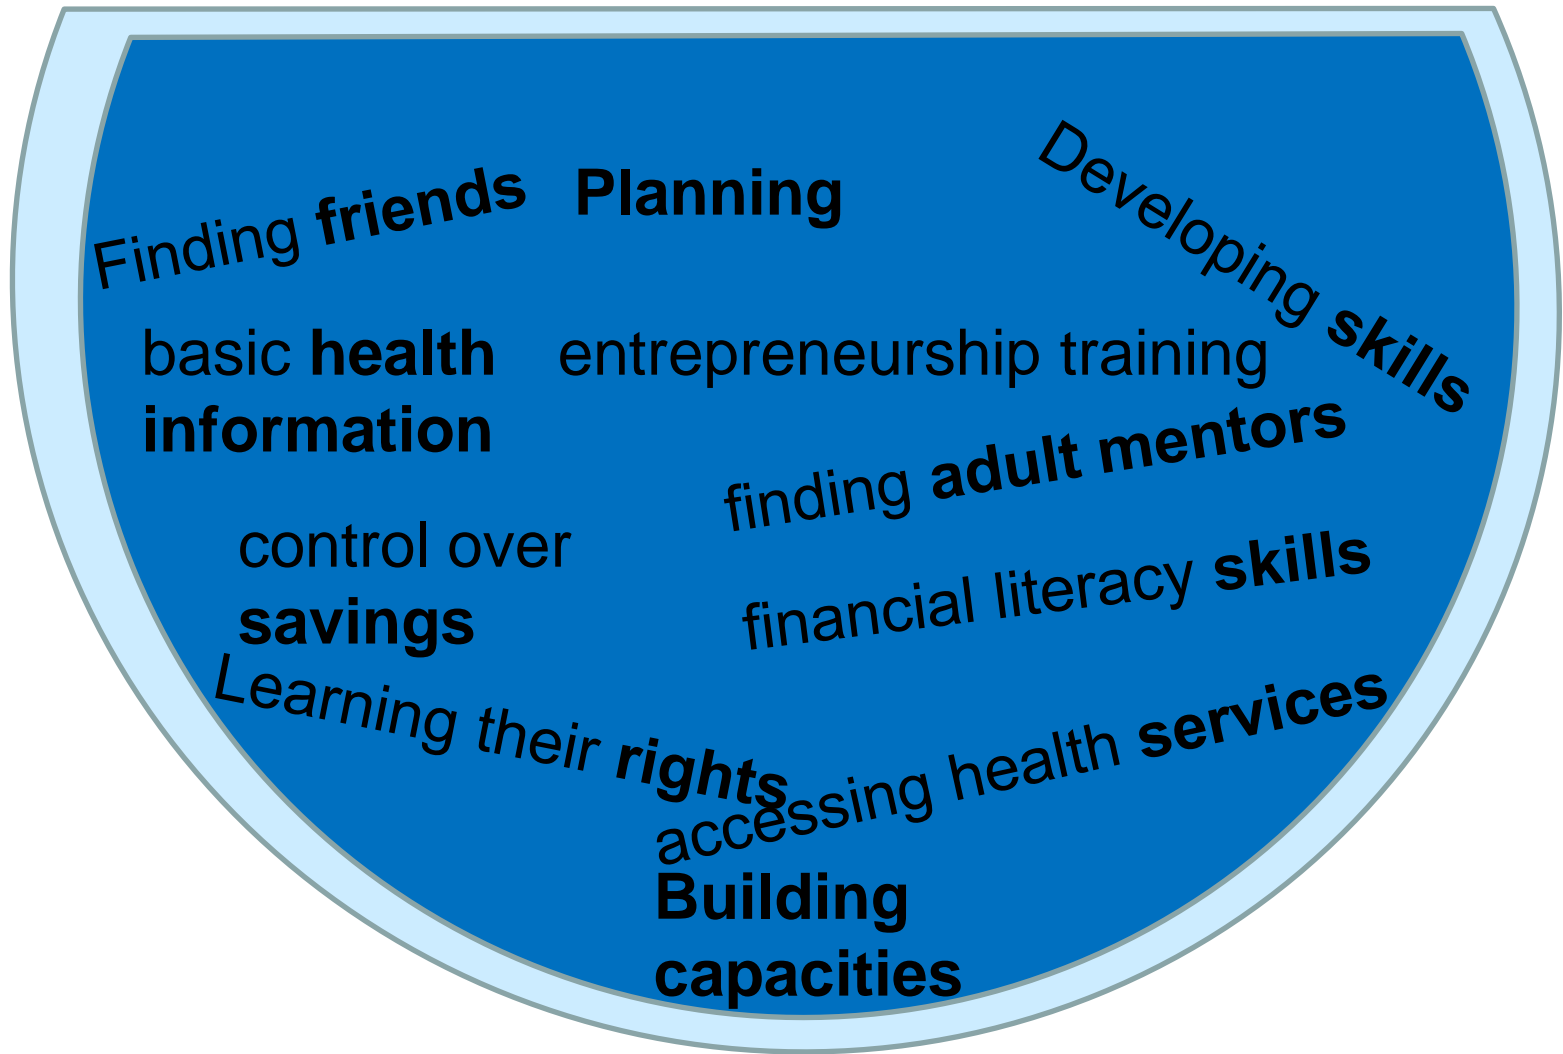 Finding friends
Planning
Developing skills
basic health
information
entrepreneurship training
finding adult mentors
control over
savings
financial literacy skills
Learning their rights
accessing health services
Building
capacities